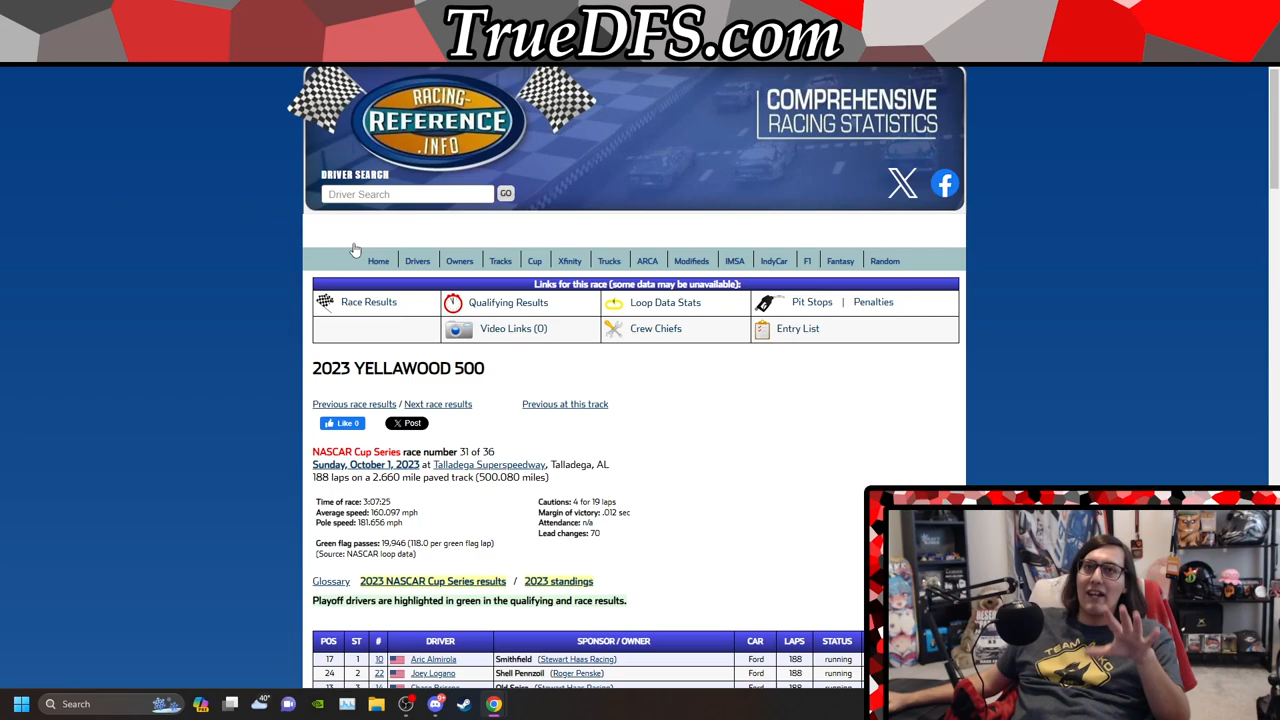 TrueDFS.com
RACING-
REFERENCE
.INFO
COMPREHENSIVE
RACING STATISTICS
DRIVER SEARCH
Driver Search
GO
Home
Drivers
Owners
Tracks
Cup
Xfinity
Trucks
ARCA
Modifieds
IMSA
IndyCar
F1
Fantasy
Random
Links for this race (some data may be unavailable):
Race Results
Qualifying Results
Loop Data Stats
Pit Stops | Penalties
Video Links (0)
Crew Chiefs
Entry List
2023 YELLAWOOD 500
Previous race results / Next race results
Previous at this track
Like 0
X Post
NASCAR Cup Series race number 31 of 36
Sunday, October 1, 2023 at Talladega Superspeedway, Talladega, AL
188 laps on a 2.660 mile paved track (500.080 miles)
Time of race: 3:07:25
Average speed: 160.097 mph
Pole speed: 181.656 mph
Cautions: 4 for 19 laps
Margin of victory: .012 sec
Attendance: n/a
Lead changes: 70
Green flag passes: 19,946 (118.0 per green flag lap)
(Source: NASCAR loop data)
Glossary
2023 NASCAR Cup Series results / 2023 standings
Playoff drivers are highlighted in green in the qualifying and race results.
POS ST # DRIVER SPONSOR / OWNER CAR LAPS STATUS
17 1 10 Aric Almirola Smithfield (Stewart Haas Racing) Ford 188 running
24 2 22 Joey Logano Shell Pennzoil (Roger Penske) Ford 188 running
Search
40°